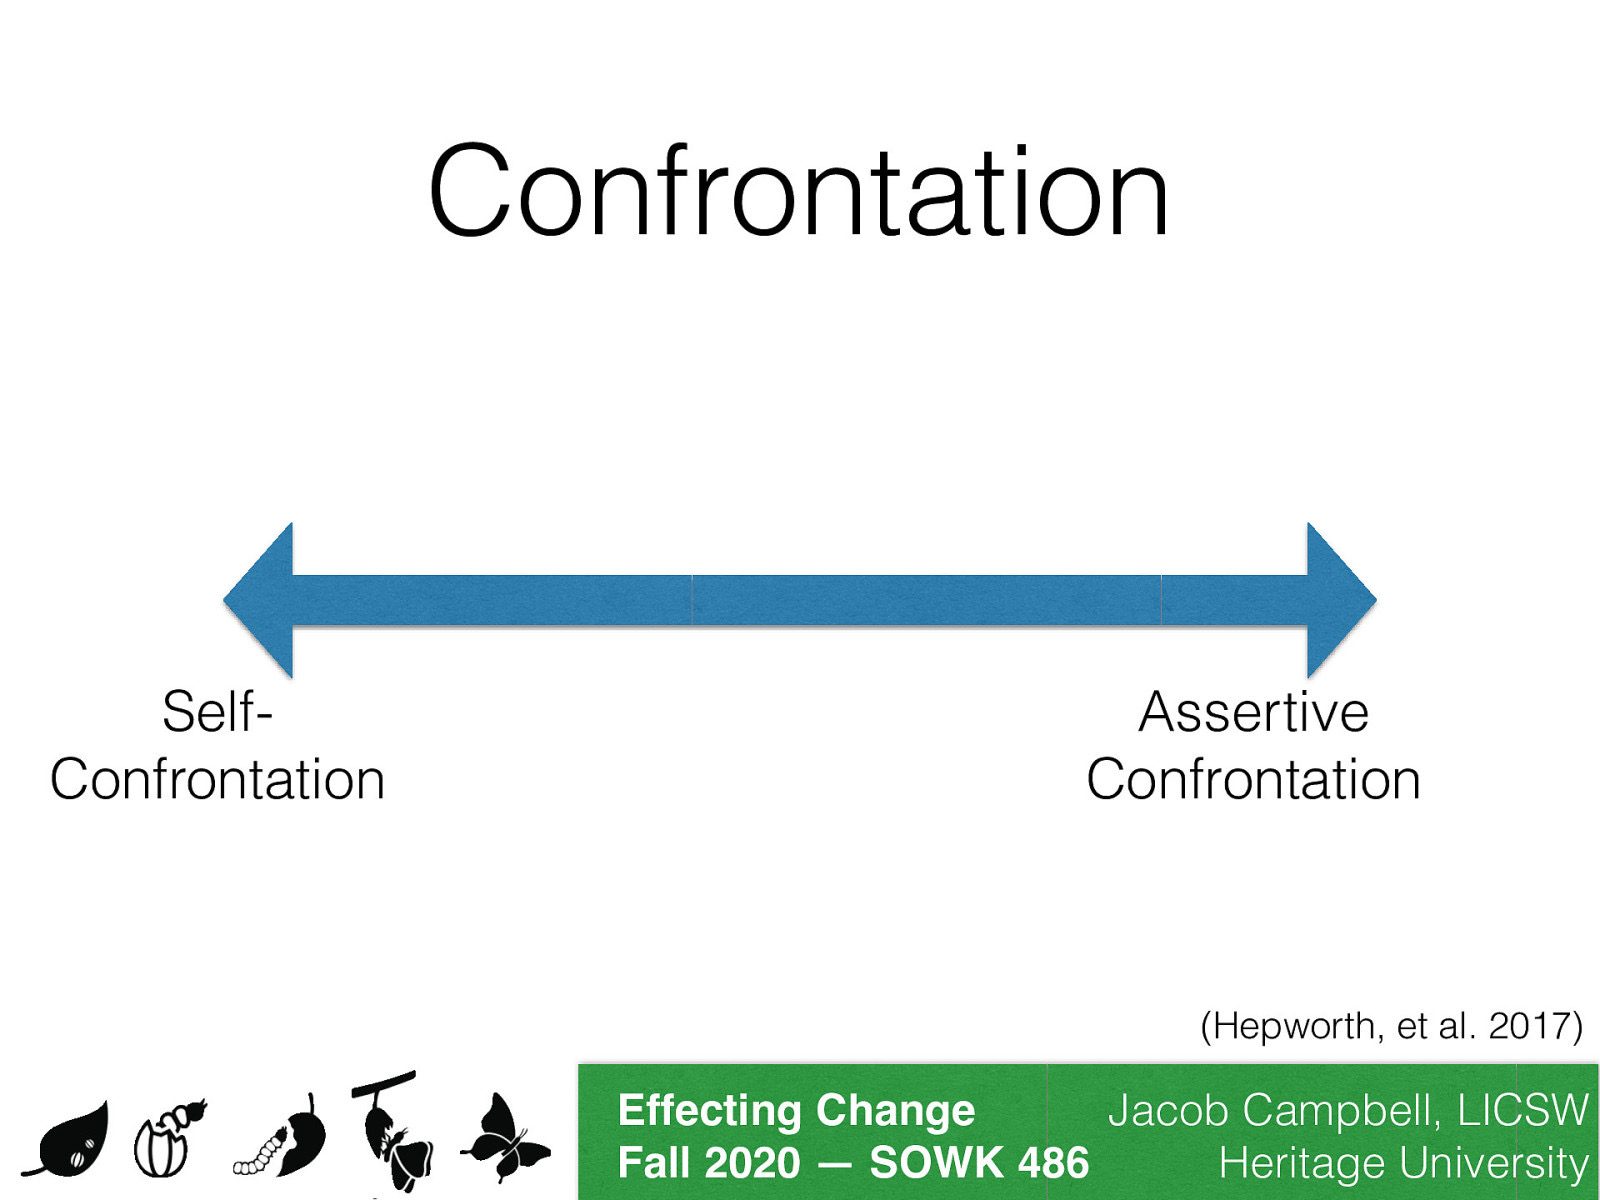 Confrontation
Self-
Confrontation
Assertive
Confrontation
(Hepworth, et al. 2017)
Effecting Change
Fall 2020 — SOWK 486
Jacob Campbell, LICSW
Heritage University